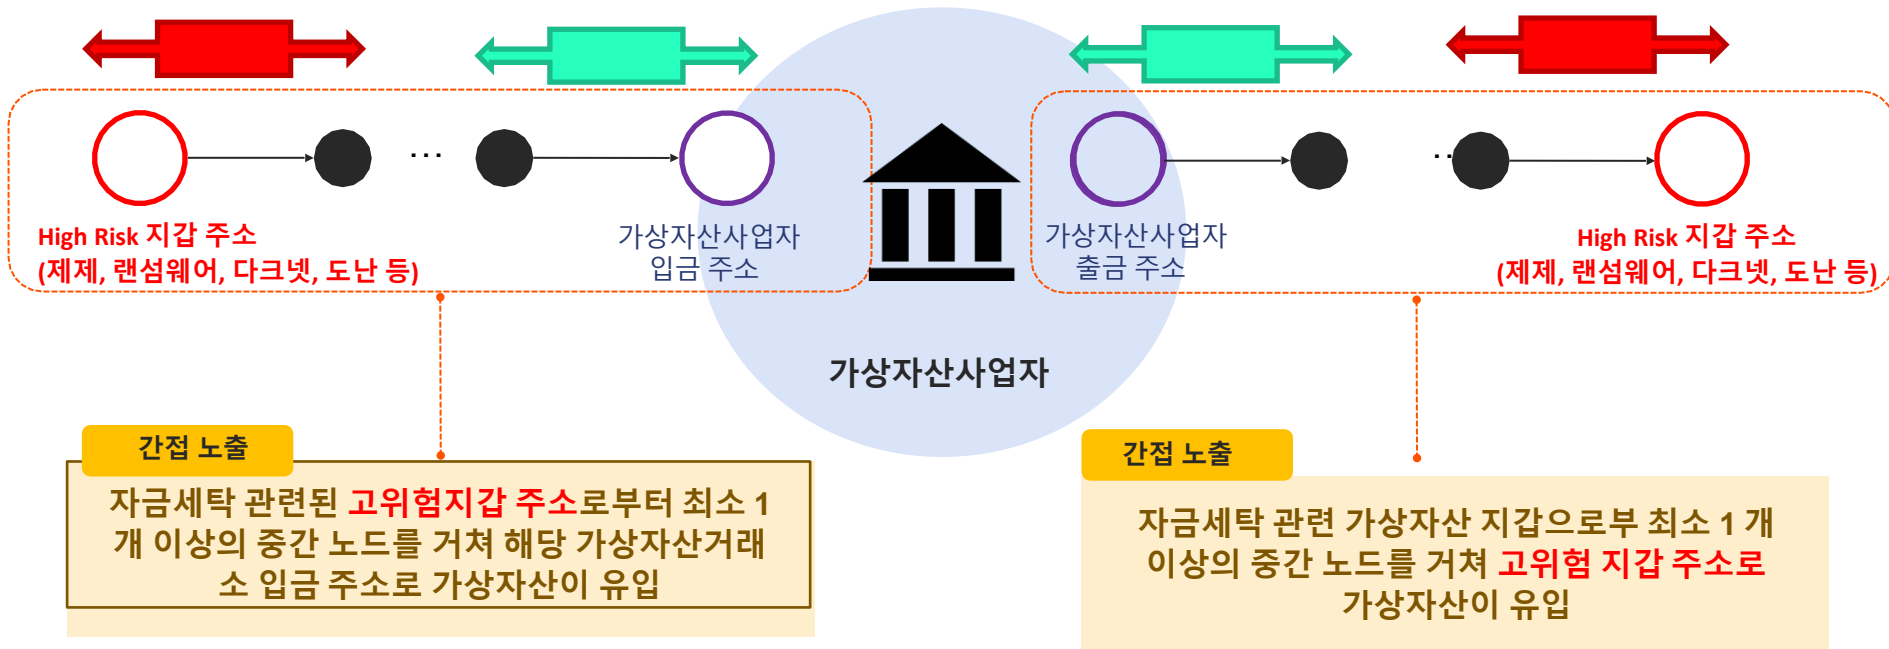 ...
..
High Risk 지갑 주소
(제제, 랜섬웨어, 다크넷, 도난 등)
가상자산사업자
입금 주소
가상자산사업자
출금 주소
High Risk 지갑 주소
(제제, 랜섬웨어, 다크넷, 도난 등)
가상자산사업자
간접 노출
자금세탁 관련된 고위험지갑 주소로부터 최소 1
개 이상의 중간 노드를 거쳐 해당 가상자산거래
소 입금 주소로 가상자산이 유입
간접 노출
자금세탁 관련 가상자산 지갑으로부 최소 1 개
이상의 중간 노드를 거쳐 고위험 지갑 주소로
가상자산이 유입